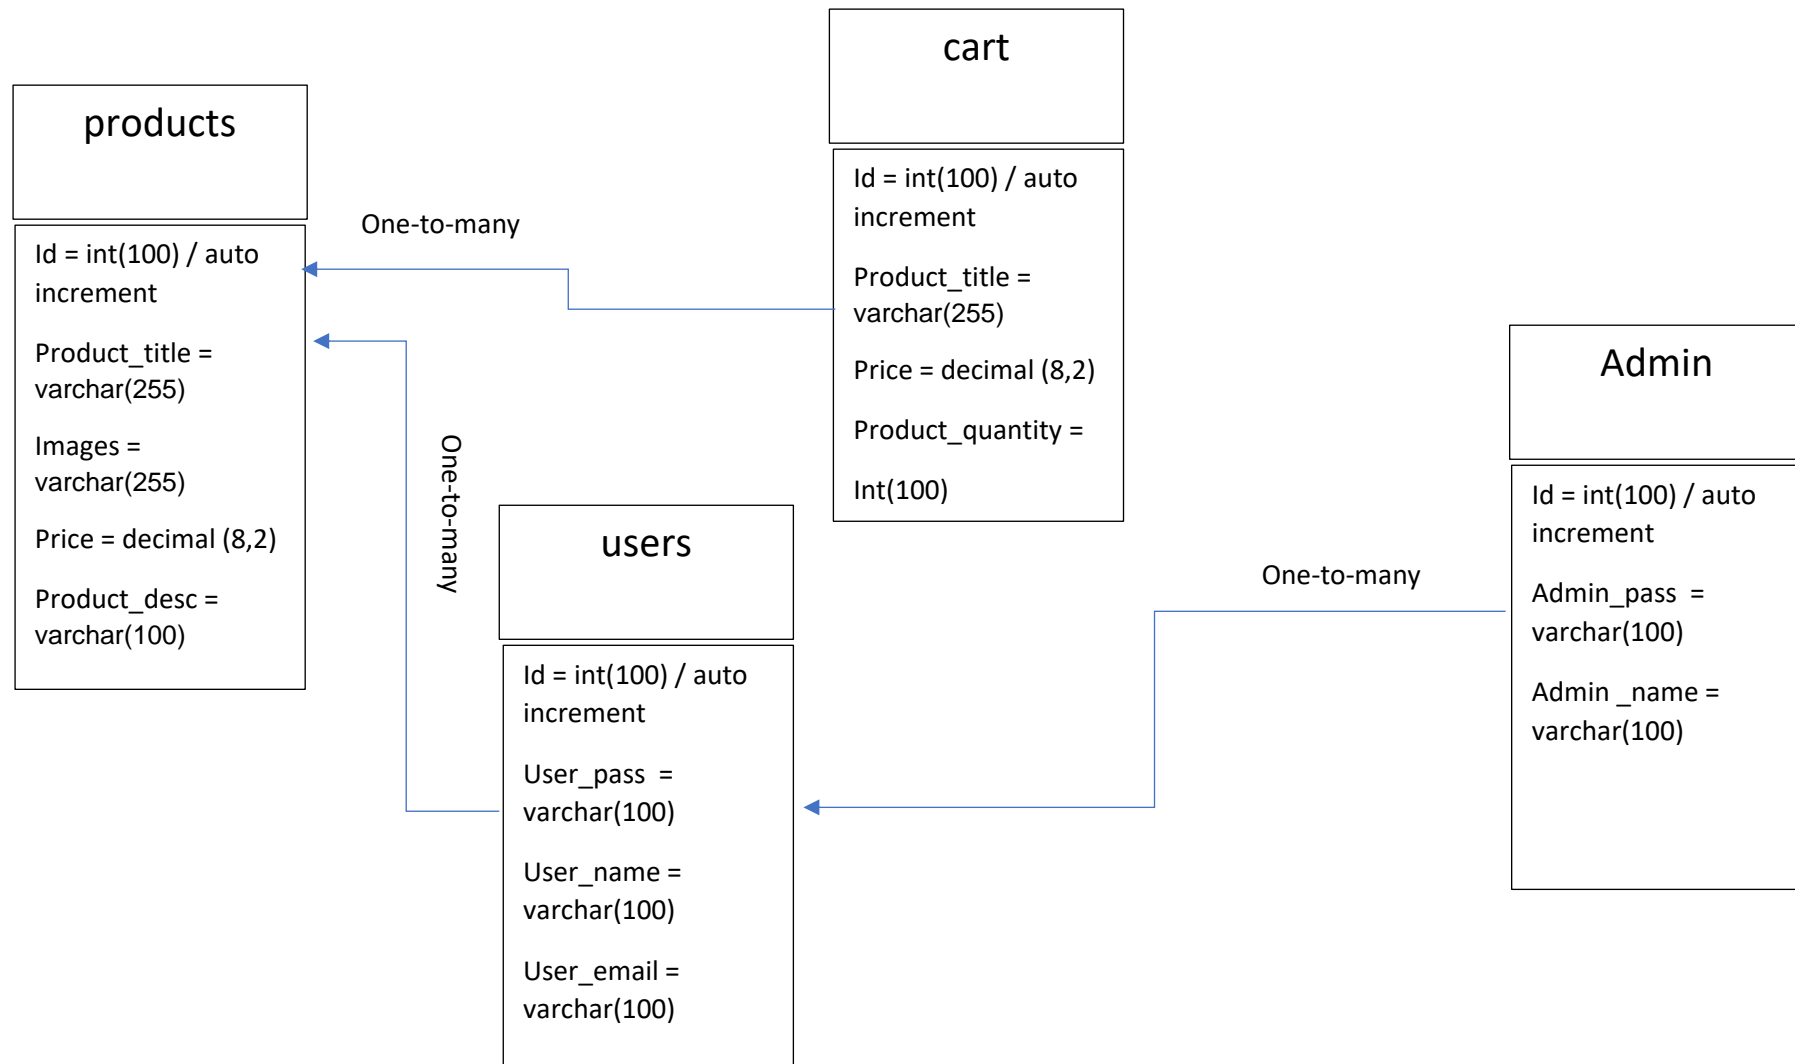 products
Id = int(100) / auto
increment
Product_title =
varchar(255)
Images =
varchar(255)
Price = decimal (8,2)
Product_desc =
varchar(100)
One-to-many
One-to-many
cart
Id = int(100) / auto
increment
Product_title =
varchar(255)
Price = decimal (8,2)
Product_quantity =
Int(100)
users
Id = int(100) / auto
increment
User_pass  =
varchar(100)
User_name =
varchar(100)
User_email =
varchar(100)
One-to-many
Admin
Id = int(100) / auto
increment
Admin_pass  =
varchar(100)
Admin _name =
varchar(100)